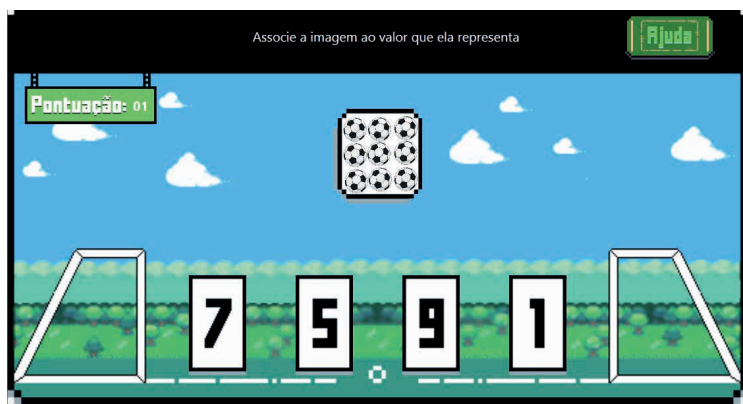 Associe a imagem ao valor que ela representa
Ajuda
Pontuação: 01
7 5 9 1